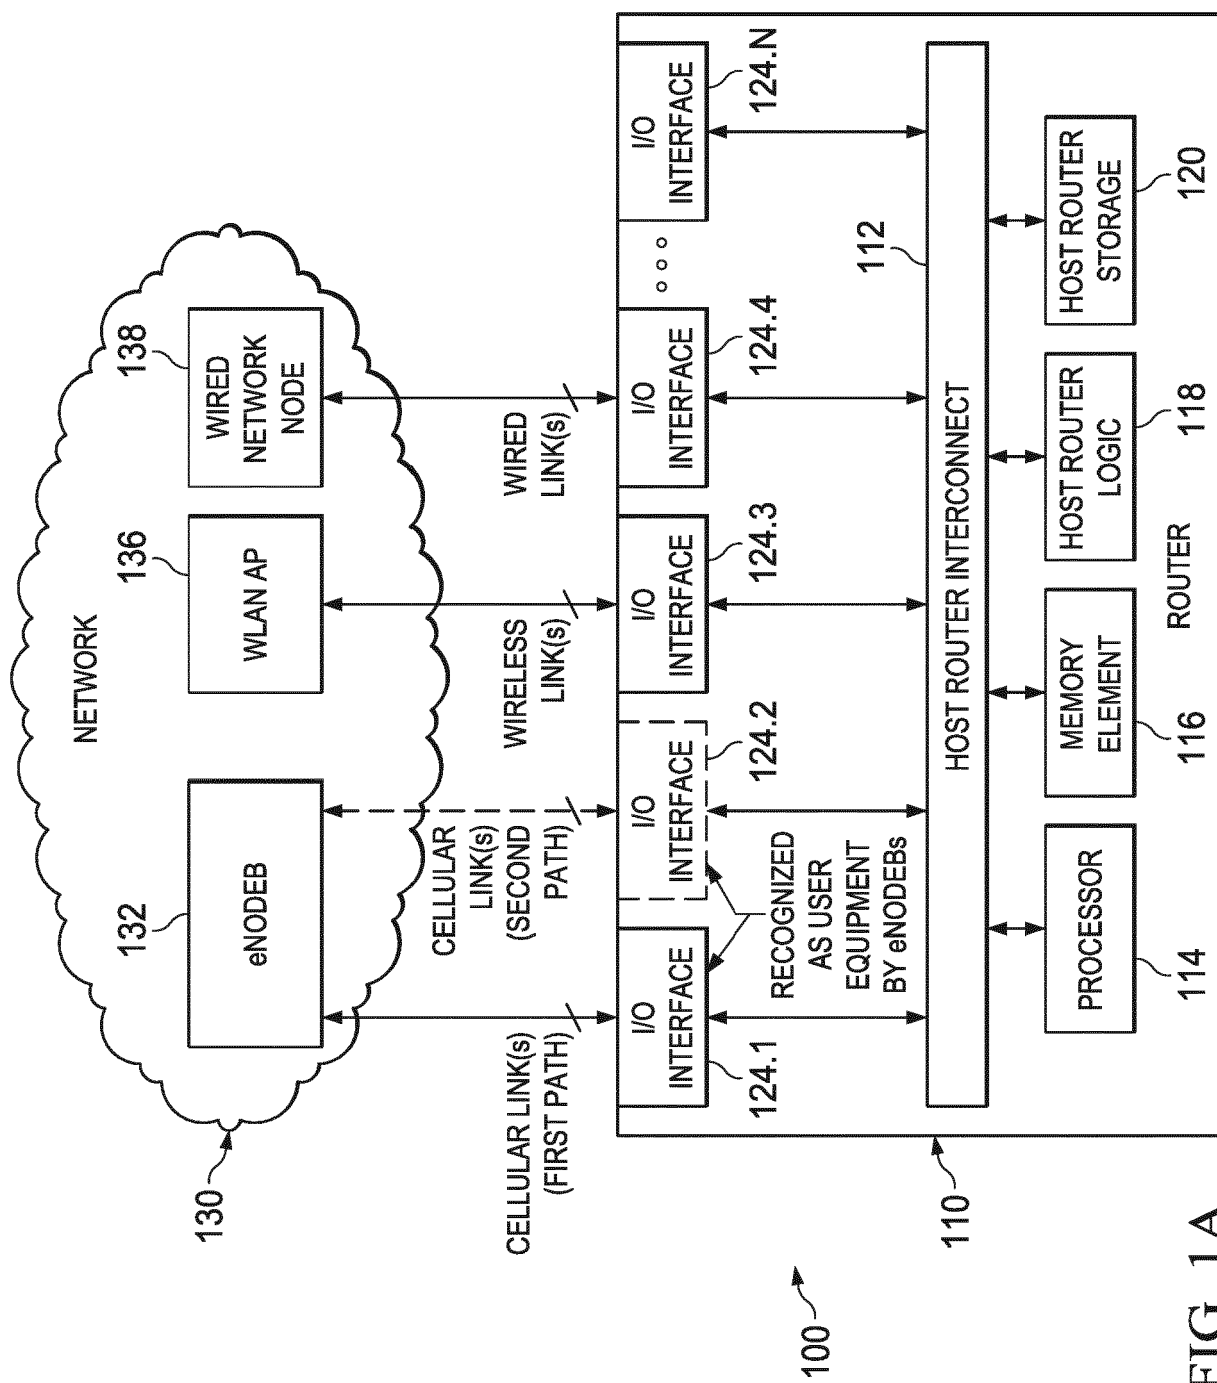 130
NETWORK
132
eNODEB
136
WLAN AP
138
WIRED
NETWORK
NODE
CELLULAR LINK(s)
(FIRST PATH)
CELLULAR
LINK(s)
(SECOND
PATH)
WIRELESS
LINK(s)
WIRED
LINK(s)
I/O
INTERFACE
124.1
I/O
INTERFACE
124.2
I/O
INTERFACE
124.3
I/O
INTERFACE
124.4
I/O
INTERFACE
124.N
RECOGNIZED
AS USER
EQUIPMENT
BY eNODEBs
100
110
112
HOST ROUTER INTERCONNECT
PROCESSOR
114
MEMORY
ELEMENT
116
HOST ROUTER
LOGIC
118
HOST ROUTER
STORAGE
120
ROUTER
FIG. 1A